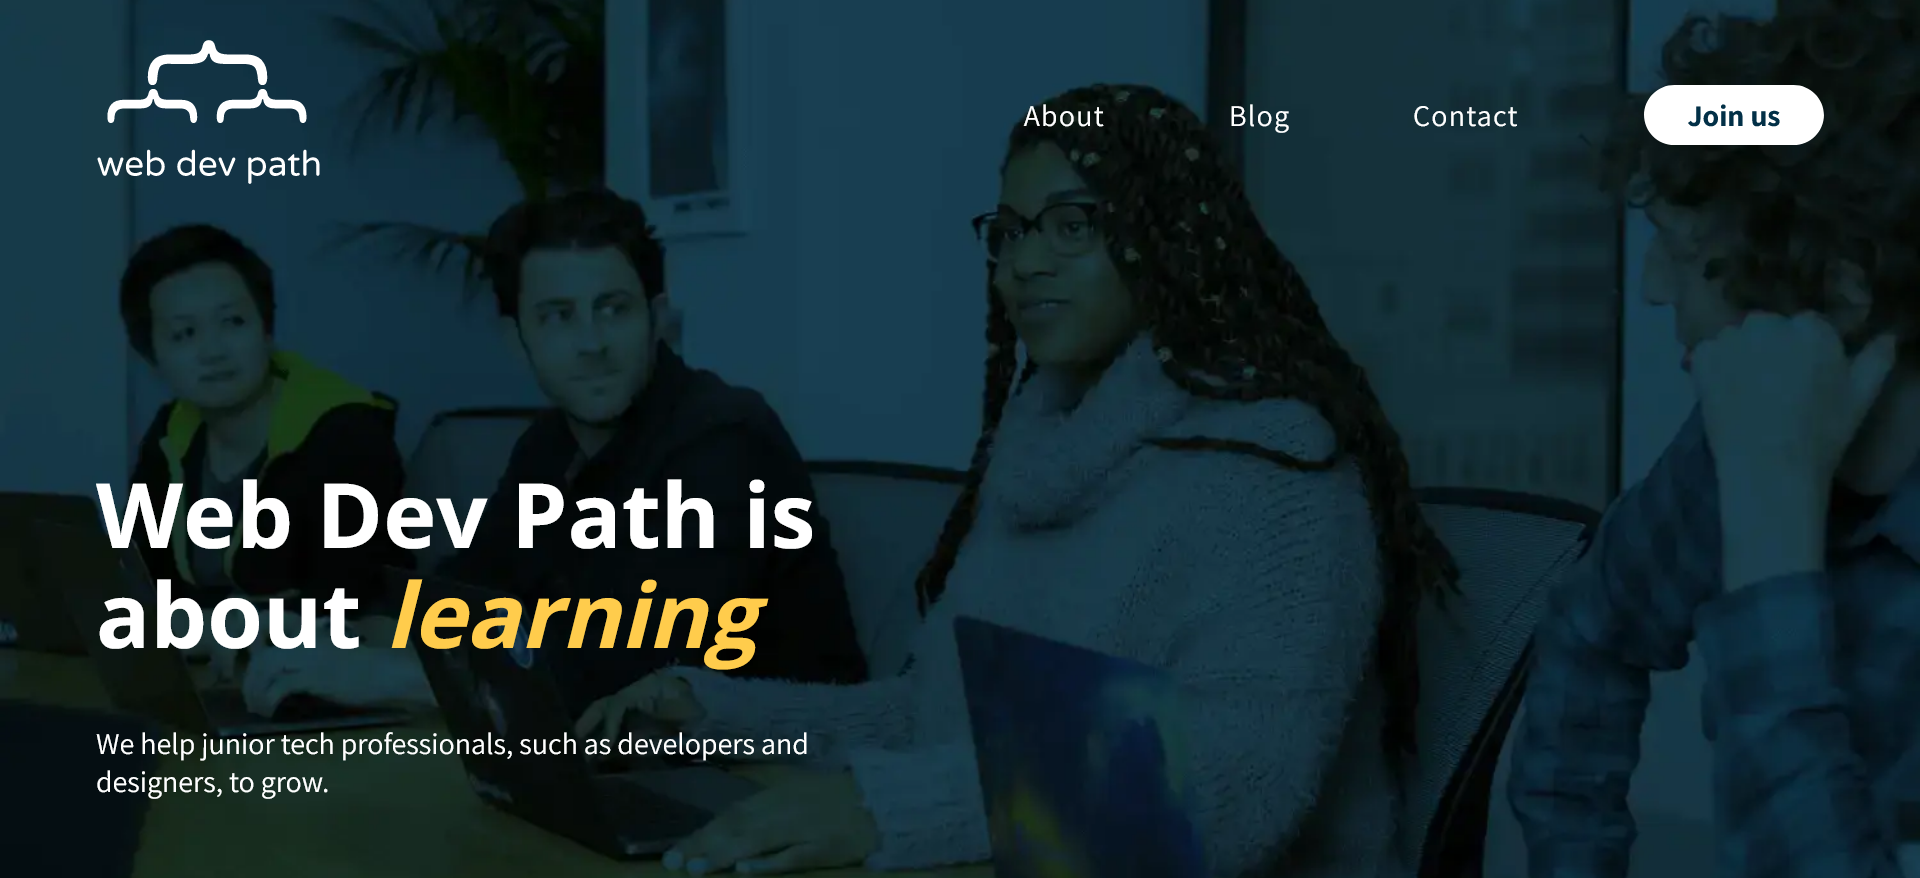 web dev path
About
Blog
Contact
Join us
Web Dev Path is
about learning
We help junior tech professionals, such as developers and
designers, to grow.